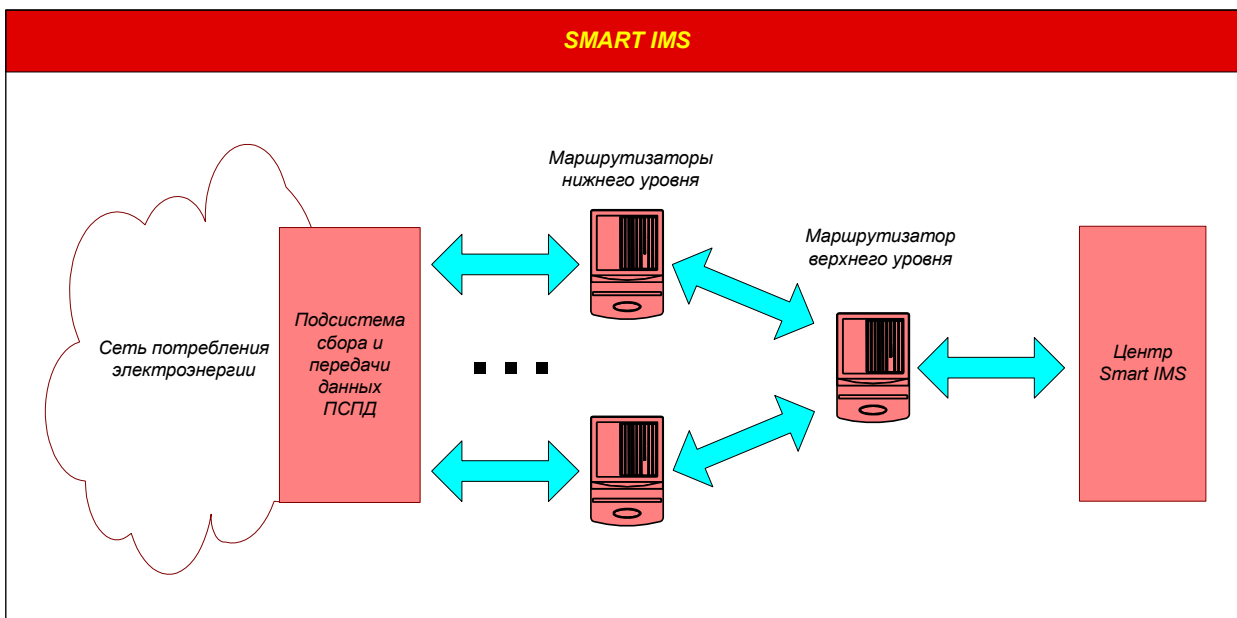 SMART IMS
Маршрутизаторы
нижнего уровня
Маршрутизатор
верхнего уровня
Сеть потребления
электроэнергии
Подсистема
сбора и
передачи
данных
ПСПД
Центр
Smart IMS